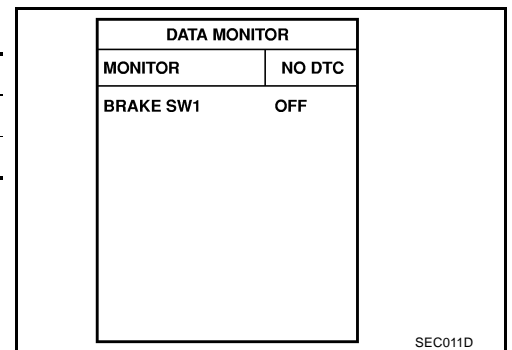 DATA MONITOR
MONITOR NO DTC
BRAKE SW1 OFF
SEC011D